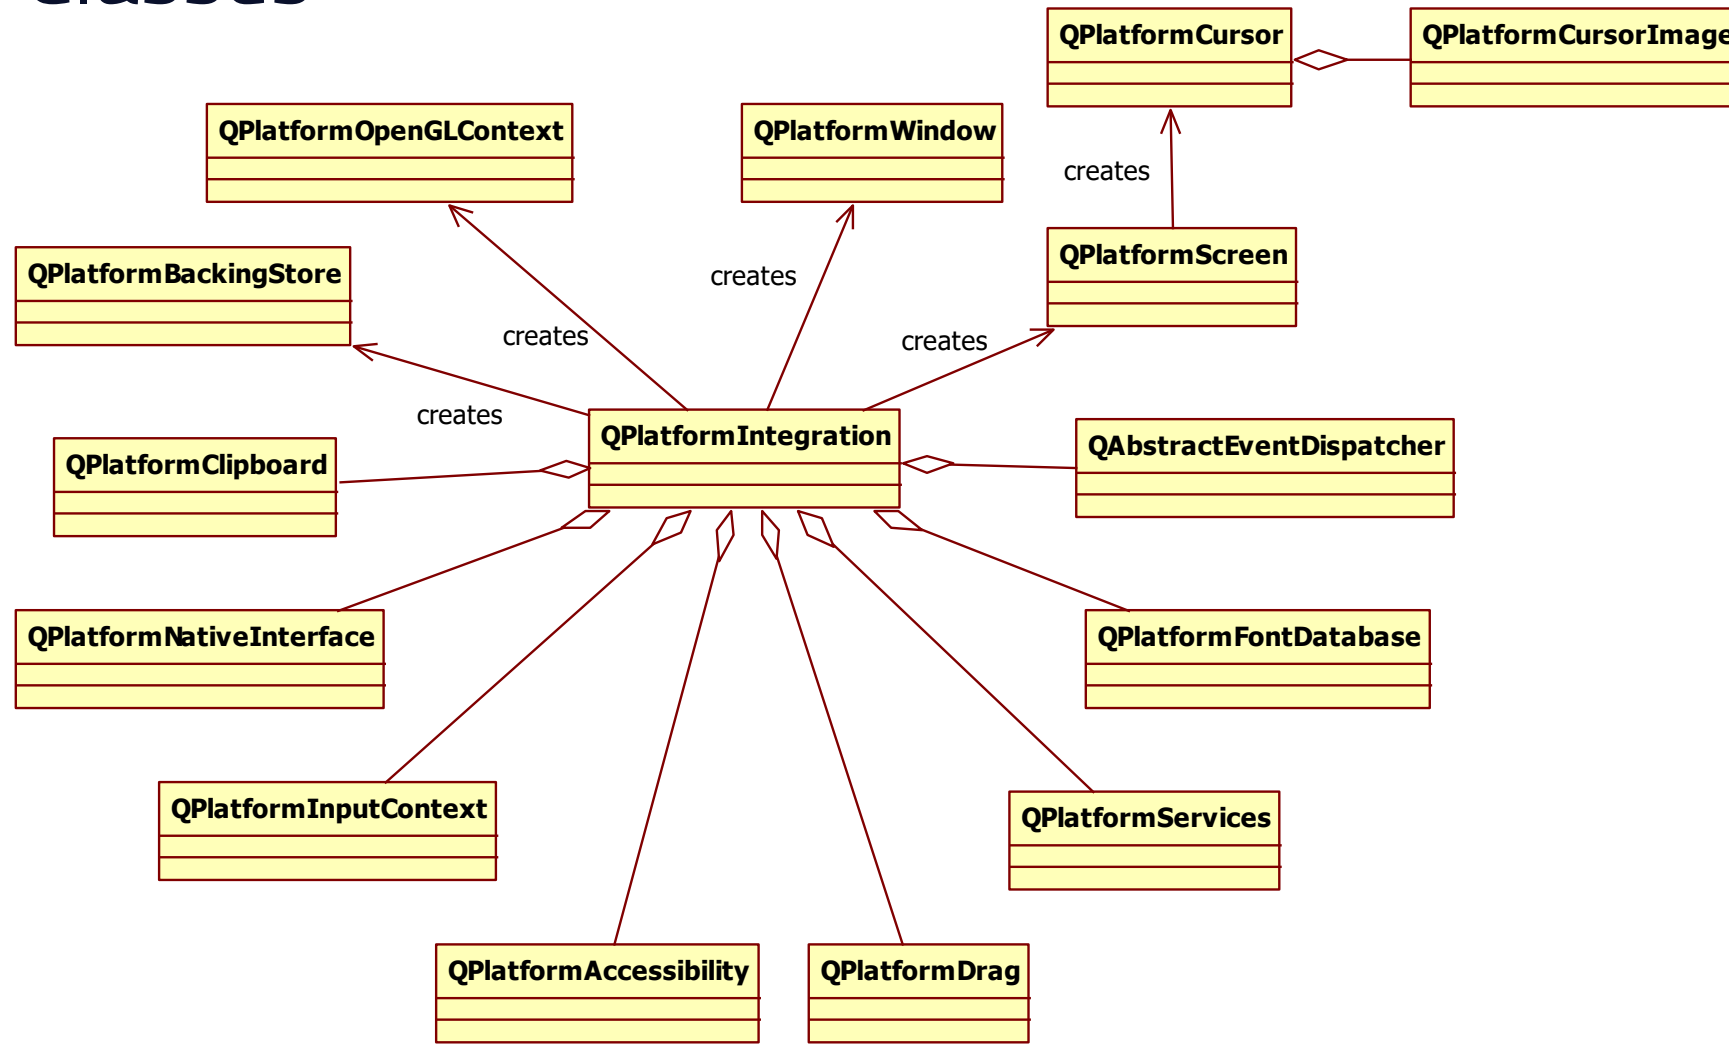 QPlatformCursor
QPlatformCursorImage
QPlatformOpenGLContext
QPlatformWindow
creates
QPlatformScreen
QPlatformBackingStore
creates
creates
creates
creates
QPlatformIntegration
QAbstractEventDispatcher
QPlatformClipboard
QPlatformNativeInterface
QPlatformFontDatabase
QPlatformInputContext
QPlatformServices
QPlatformAccessibility
QPlatformDrag